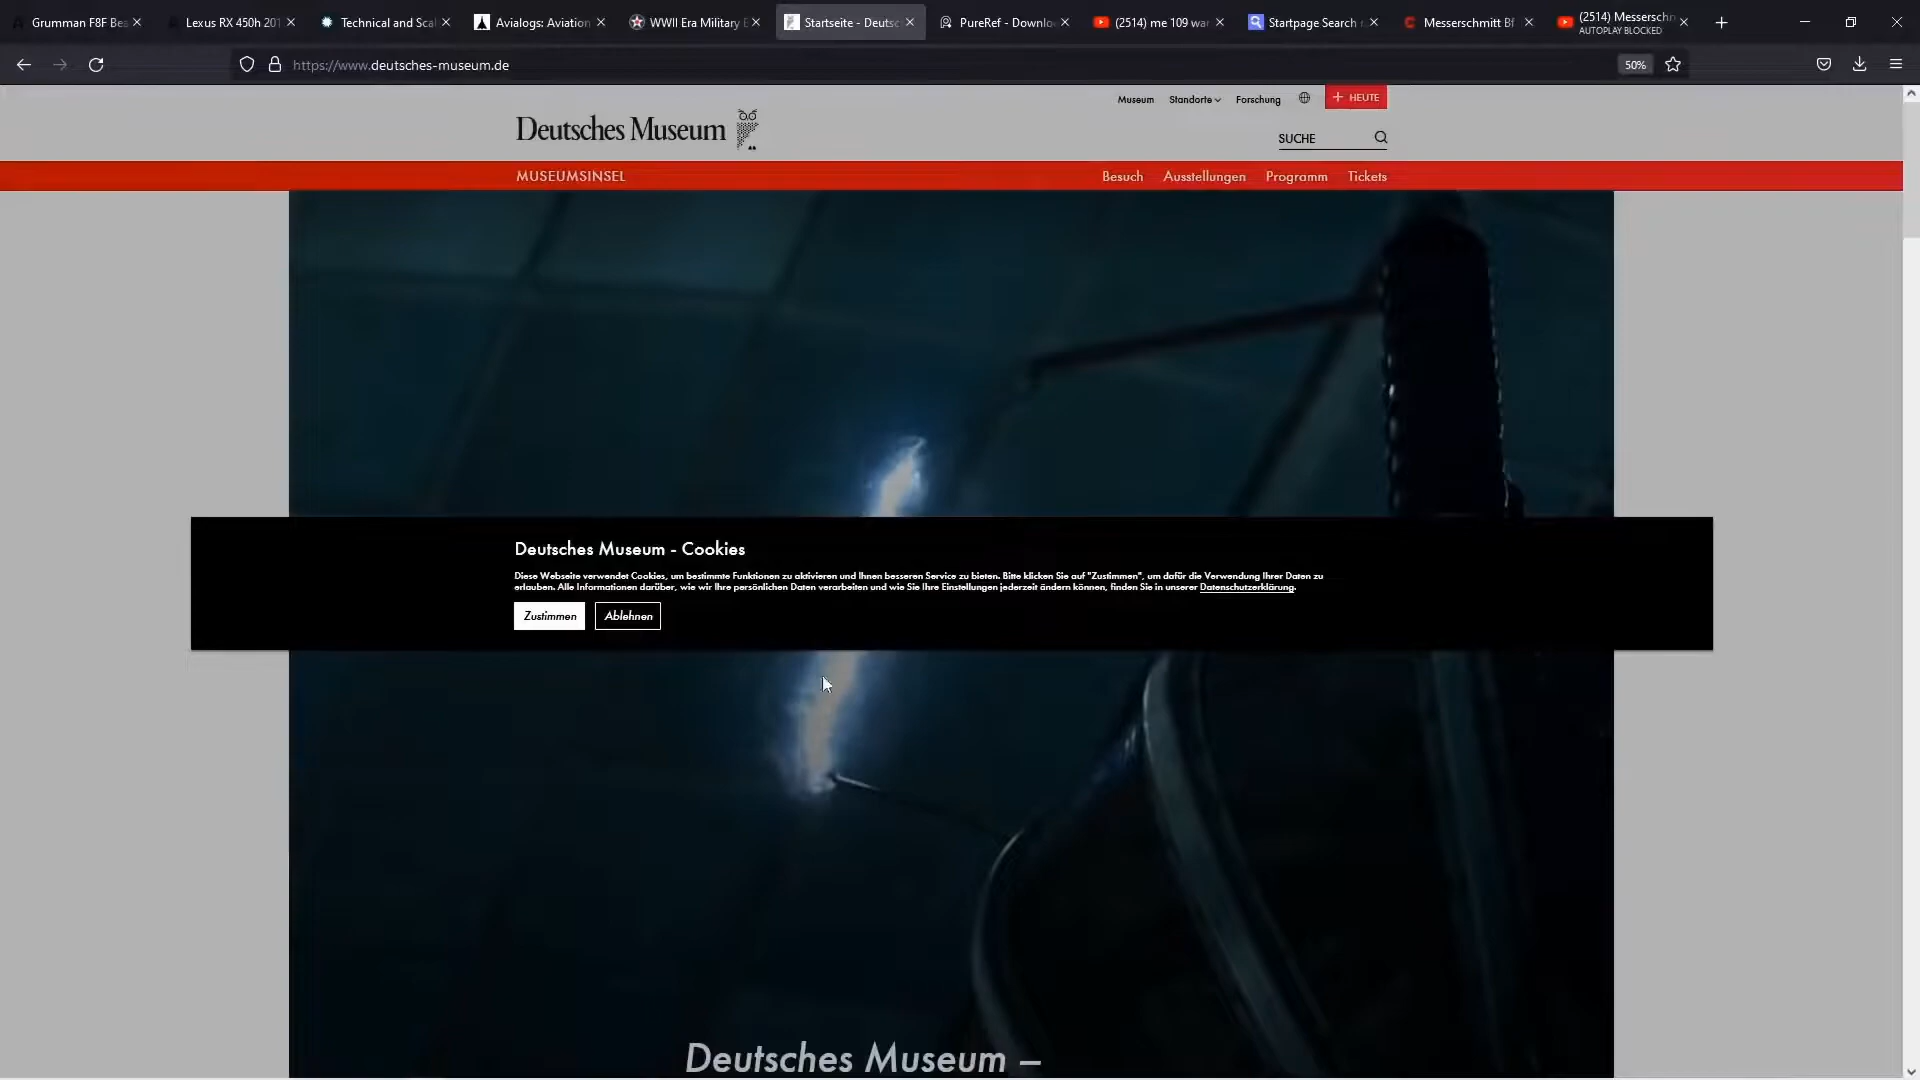 Grumman F8F Bea
Lexus RX 450h 201
Technical and Scal
Avialogs: Aviation
WWII Era Military E
Startseite - Deutsc
PureRef - Downlo
(2514) me 109 war
Startpage Search r
Messerschmitt Bf
(2514) Messersch
AUTOPLAY BLOCKED
https://www.deutsches-museum.de
50%
Museum
Standorte
Forschung
+ HEUTE
Deutsches Museum
SUCHE
MUSEUMSINSEL
Besuch
Ausstellungen
Programm
Tickets
Deutsches Museum - Cookies
Diese Webseite verwendet Cookies, um bestimmte Funktionen zu aktivieren und Ihnen besseren Service zu bieten. Bitte klicken Sie auf "Zustimmen", um dafür die Verwendung Ihrer Daten zu
erlauben. Alle Informationen darüber, wie wir Ihre persönlichen Daten verarbeiten und wie Sie Ihre Einstellungen jederzeit ändern können, finden Sie in unserer Datenschutzerklärung.
Zustimmen
Ablehnen
Deutsches Museum –